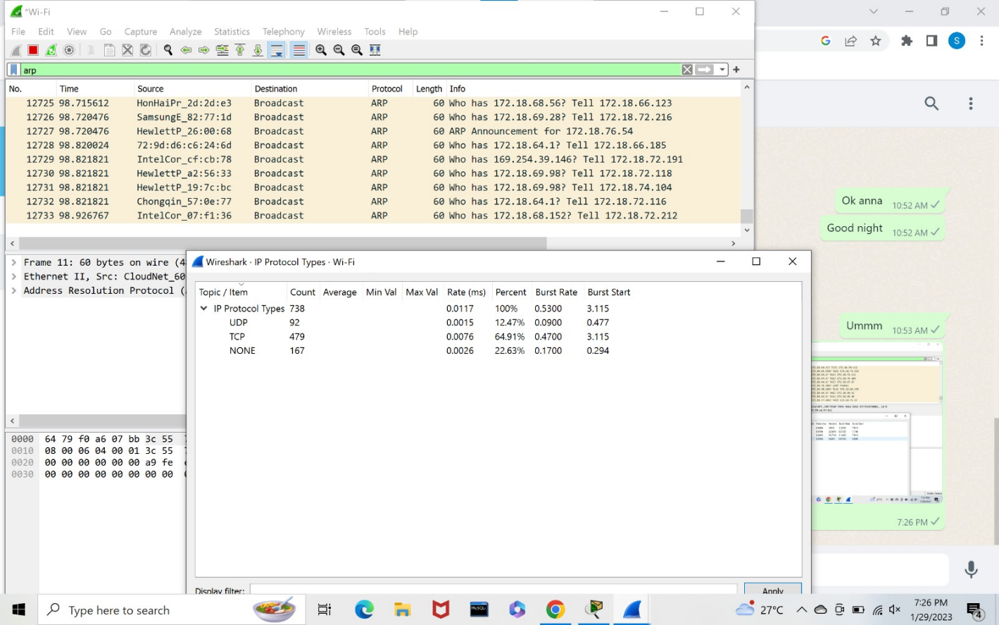 *Wi-Fi
File Edit View Go Capture Analyze Statistics Telephony Wireless Tools Help
arp
No. Time Source Destination Protocol Length Info
12725 98.715612 HonHaiPr_2d:2d:e3 Broadcast ARP 60 Who has 172.18.68.56? Tell 172.18.66.123
12726 98.720476 SamsungE_82:77:1d Broadcast ARP 60 Who has 172.18.69.28? Tell 172.18.72.216
12727 98.720476 HewlettP_26:00:68 Broadcast ARP 60 ARP Announcement for 172.18.76.54
12728 98.820024 72:9d:d6:c6:24:6d Broadcast ARP 60 Who has 172.18.64.1? Tell 172.18.66.185
12729 98.821821 IntelCor_cf:cb:78 Broadcast ARP 60 Who has 169.254.39.146? Tell 172.18.72.191
12730 98.821821 HewlettP_a2:56:33 Broadcast ARP 60 Who has 172.18.69.98? Tell 172.18.72.118
12731 98.821821 HewlettP_19:7c:bc Broadcast ARP 60 Who has 172.18.69.98? Tell 172.18.74.104
12732 98.821821 Chongqin_57:0e:77 Broadcast ARP 60 Who has 172.18.64.1? Tell 172.18.72.116
12733 98.926767 IntelCor_07:f1:36 Broadcast ARP 60 Who has 172.18.68.152? Tell 172.18.72.212
Frame 11: 60 bytes on wire (4
Ethernet II, Src: CloudNet_60
Address Resolution Protocol (
0000 64 79 f0 a6 07 bb 3c 55
0010 08 00 06 04 00 01 3c 55
0020 00 00 00 00 00 00 a9 fe
0030 00 00 00 00 00 00 00 00
Wireshark · IP Protocol Types · Wi-Fi
Topic / Item Count Average Min Val Max Val Rate (ms) Percent Burst Rate Burst Start
IP Protocol Types 738 0.0117 100% 0.5300 3.115
UDP 92 0.0015 12.47% 0.0900 0.477
TCP 479 0.0076 64.91% 0.4700 3.115
NONE 167 0.0026 22.63% 0.1700 0.294
Display filter:
Apply
S
Ok anna 10:52 AM
Good night 10:52 AM
Ummm 10:53 AM
7:26 PM
Type here to search
MySQL
27°C
7:26 PM
1/29/2023
4